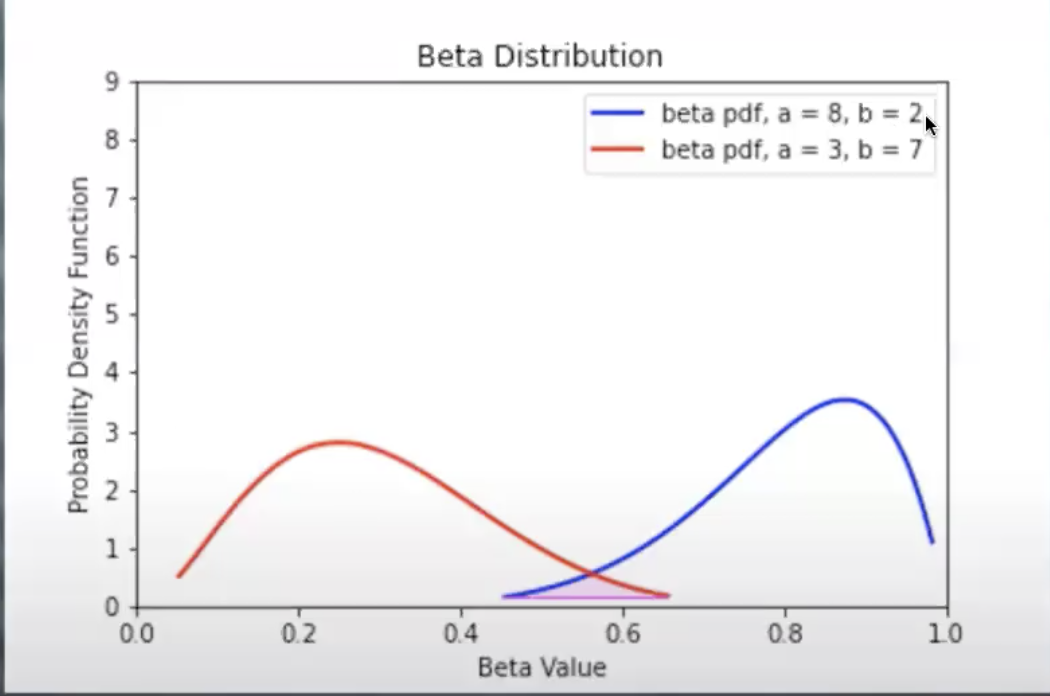 Beta Distribution
9
8
7
6
5
4
3
2
1
0
Probability Density Function
beta pdf, a = 8, b = 2
beta pdf, a = 3, b = 7
0.0 0.2 0.4 0.6 0.8 1.0
Beta Value